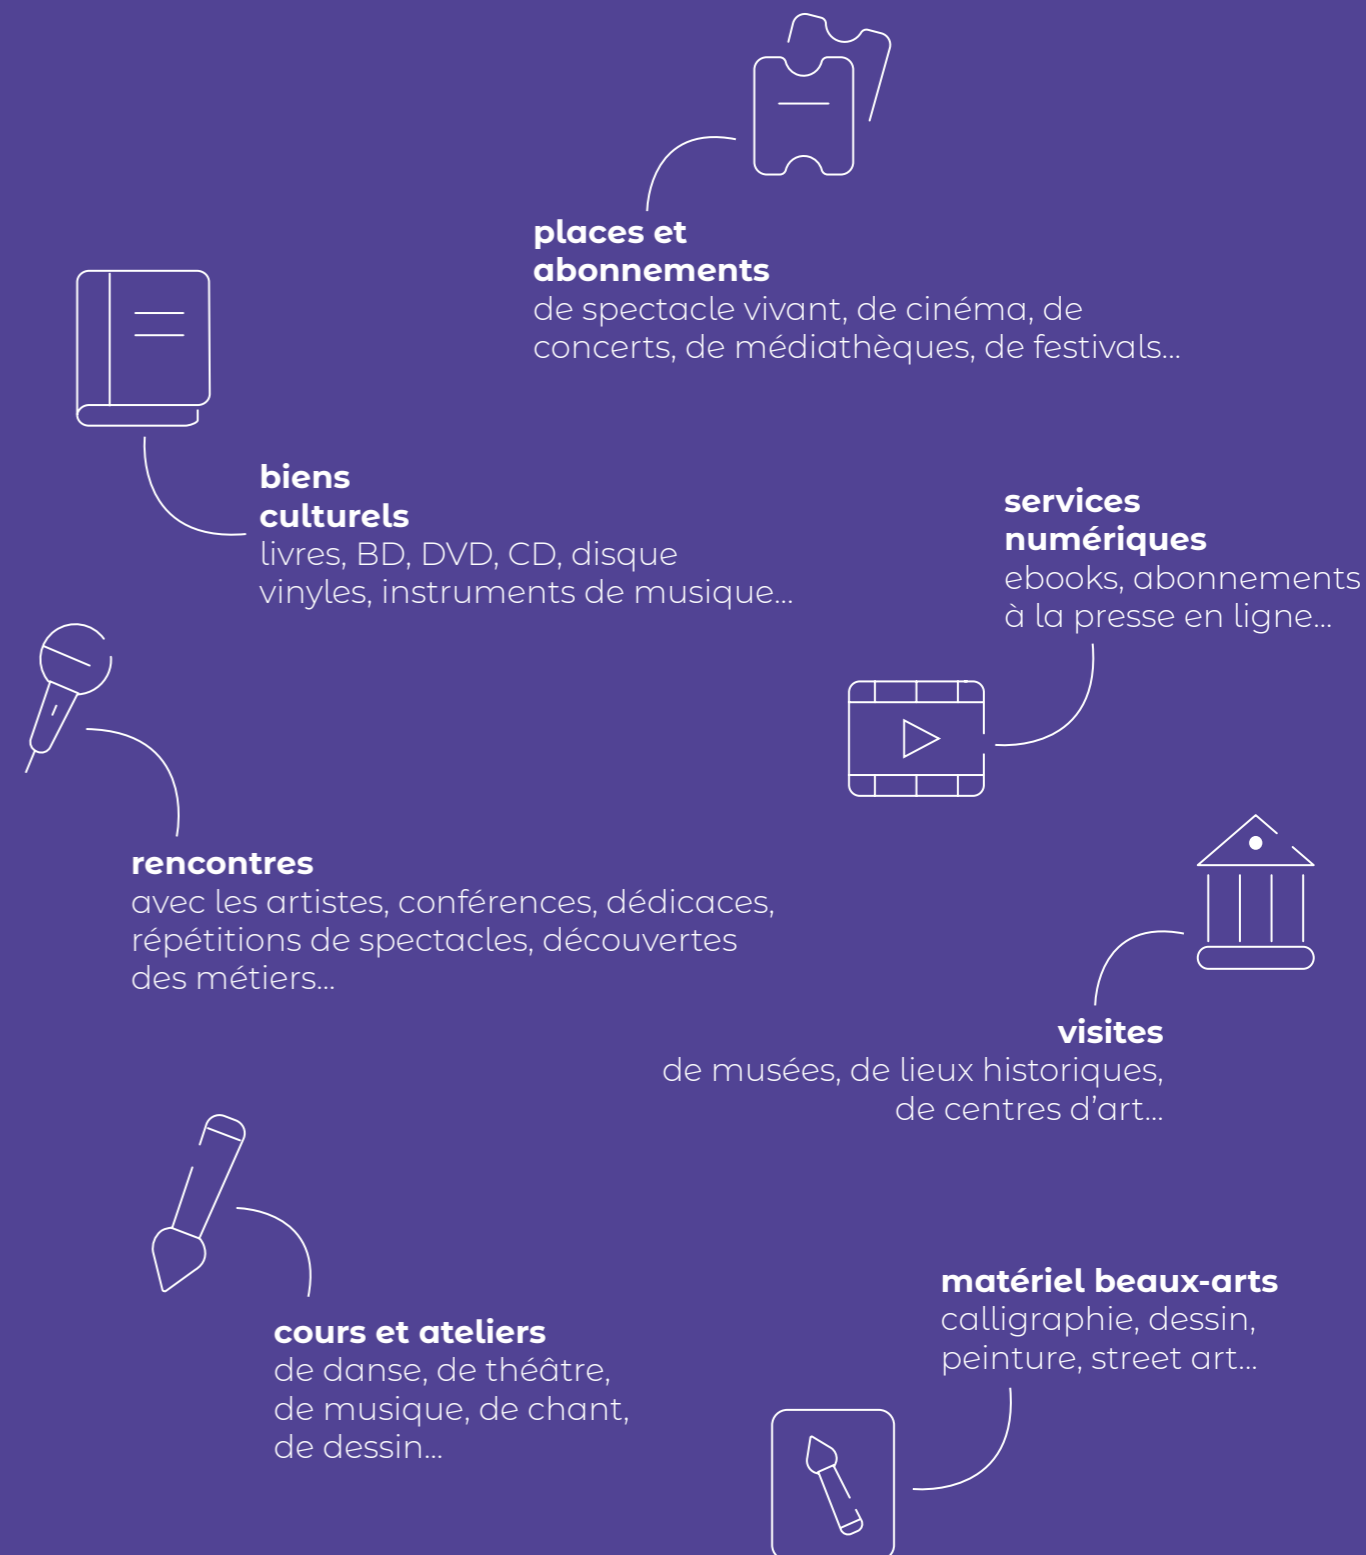 places et
abonnements
de spectacle vivant, de cinéma, de
concerts, de médiathèques, de festivals...
biens
culturels
livres, BD, DVD, CD, disque
vinyles, instruments de musique...
services
numériques
ebooks, abonnements
à la presse en ligne...
rencontres
avec les artistes, conférences, dédicaces,
répétitions de spectacles, découvertes
des métiers...
visites
de musées, de lieux historiques,
de centres d’art...
cours et ateliers
de danse, de théâtre,
de musique, de chant,
de dessin...
matériel beaux-arts
calligraphie, dessin,
peinture, street art...